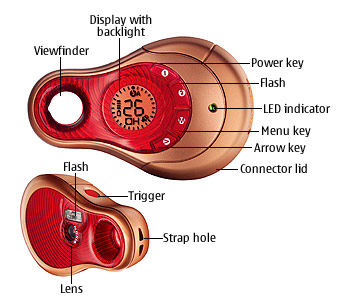 Display with
backlight
Viewfinder
Power key
Flash
LED indicator
Menu key
Arrow key
Connector lid
26
Flash
Trigger
Strap hole
Lens